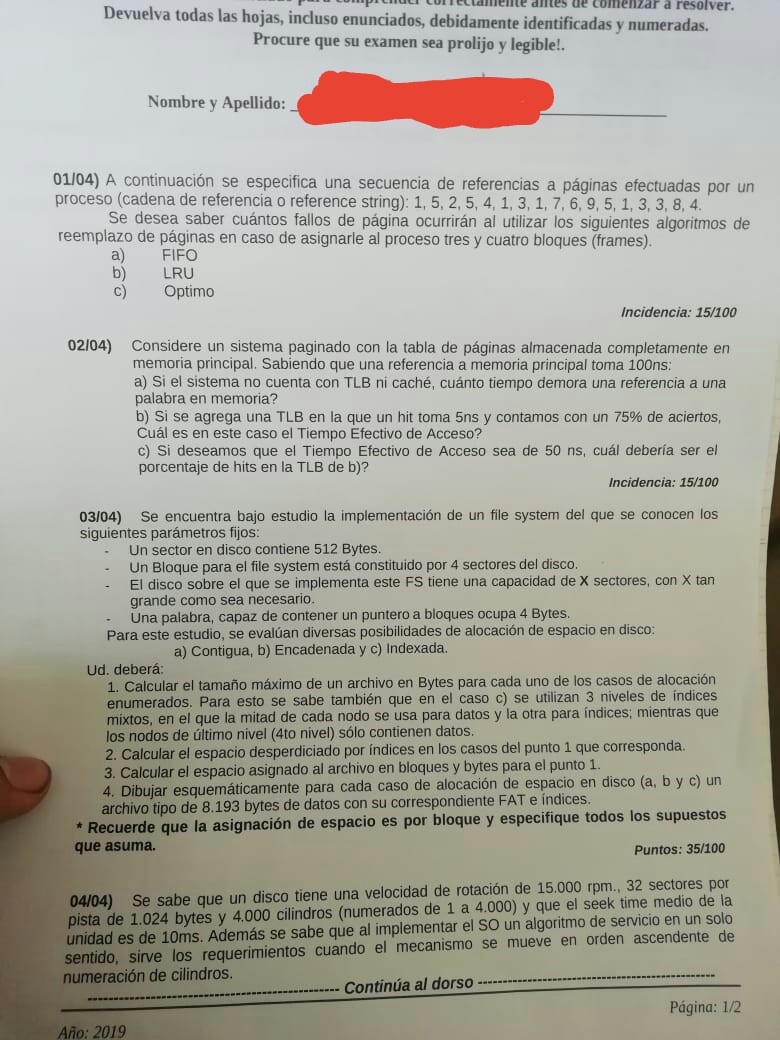 para comprender correctamente antes de comenzar a resolver.
Devuelva todas las hojas, incluso enunciados, debidamente identificadas y numeradas.
Procure que su examen sea prolijo y legible!.
Nombre y Apellido:
01/04) A continuación se especifica una secuencia de referencias a páginas efectuadas por un
proceso (cadena de referencia o reference string): 1, 5, 2, 5, 4, 1, 3, 1, 7, 6, 9, 5, 1, 3, 3, 8, 4.
Se desea saber cuántos fallos de página ocurrirán al utilizar los siguientes algoritmos de
reemplazo de páginas en caso de asignarle al proceso tres y cuatro bloques (frames).
a) FIFO
b) LRU
c) Optimo
Incidencia: 15/100
02/04) Considere un sistema paginado con la tabla de páginas almacenada completamente en
memoria principal. Sabiendo que una referencia a memoria principal toma 100ns:
a) Si el sistema no cuenta con TLB ni caché, cuánto tiempo demora una referencia a una
palabra en memoria?
b) Si se agrega una TLB en la que un hit toma 5ns y contamos con un 75% de aciertos,
Cuál es en este caso el Tiempo Efectivo de Acceso?
c) Si deseamos que el Tiempo Efectivo de Acceso sea de 50 ns, cuál debería ser el
porcentaje de hits en la TLB de b)?
Incidencia: 15/100
03/04) Se encuentra bajo estudio la implementación de un file system del que se conocen los
siguientes parámetros fijos:
- Un sector en disco contiene 512 Bytes.
- Un Bloque para el file system está constituido por 4 sectores del disco.
- El disco sobre el que se implementa este FS tiene una capacidad de X sectores, con X tan
grande como sea necesario.
- Una palabra, capaz de contener un puntero a bloques ocupa 4 Bytes.
Para este estudio, se evalúan diversas posibilidades de alocación de espacio en disco:
a) Contigua, b) Encadenada y c) Indexada.
Ud. deberá:
1. Calcular el tamaño máximo de un archivo en Bytes para cada uno de los casos de alocación
enumerados. Para esto se sabe también que en el caso c) se utilizan 3 niveles de índices
mixtos, en el que la mitad de cada nodo se usa para datos y la otra para índices; mientras que
los nodos de último nivel (4to nivel) sólo contienen datos.
2. Calcular el espacio desperdiciado por índices en los casos del punto 1 que corresponda.
3. Calcular el espacio asignado al archivo en bloques y bytes para el punto 1.
4. Dibujar esquemáticamente para cada caso de alocación de espacio en disco (a, b y c) un
archivo tipo de 8.193 bytes de datos con su correspondiente FAT e índices.
* Recuerde que la asignación de espacio es por bloque y especifique todos los supuestos
que asuma.
Puntos: 35/100
04/04) Se sabe que un disco tiene una velocidad de rotación de 15.000 rpm., 32 sectores por
pista de 1.024 bytes y 4.000 cilindros (numerados de 1 a 4.000) y que el seek time medio de la
unidad es de 10ms. Además se sabe que al implementar el SO un algoritmo de servicio en un solo
sentido, sirve los requerimientos cuando el mecanismo se mueve en orden ascendente de
numeración de cilindros.
Continúa al dorso
Página: 1/2
Año: 2019